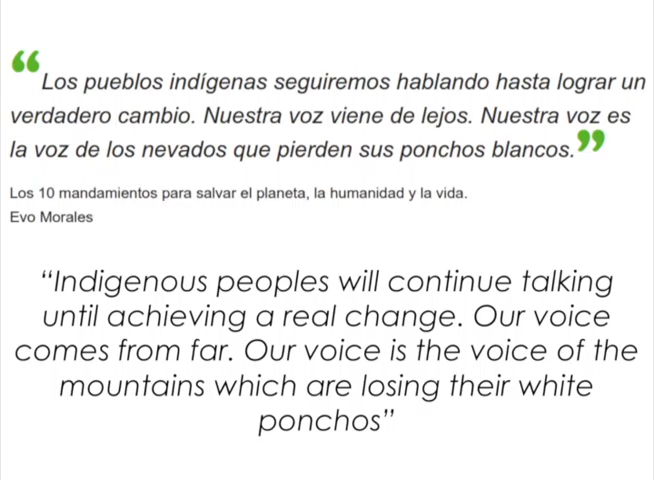 “Los pueblos indígenas seguiremos hablando hasta lograr un
verdadero cambio. Nuestra voz viene de lejos. Nuestra voz es
la voz de los nevados que pierden sus ponchos blancos.”
Los 10 mandamientos para salvar el planeta, la humanidad y la vida.
Evo Morales
“Indigenous peoples will continue talking
until achieving a real change. Our voice
comes from far. Our voice is the voice of the
mountains which are losing their white
ponchos”